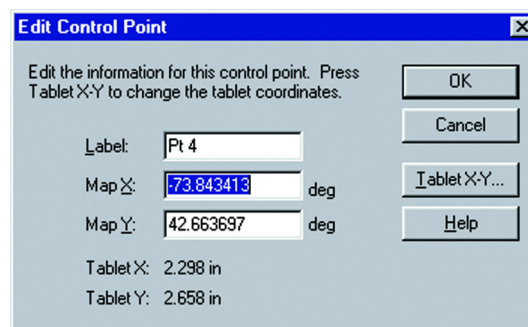 Edit Control Point
Edit the information for this control point. Press
Tablet X-Y to change the tablet coordinates.
OK
Cancel
Label: Pt 4
Map X: -73.843413 deg
Tablet X-Y...
Map Y: 42.663697 deg
Help
Tablet X: 2.298 in
Tablet Y: 2.658 in